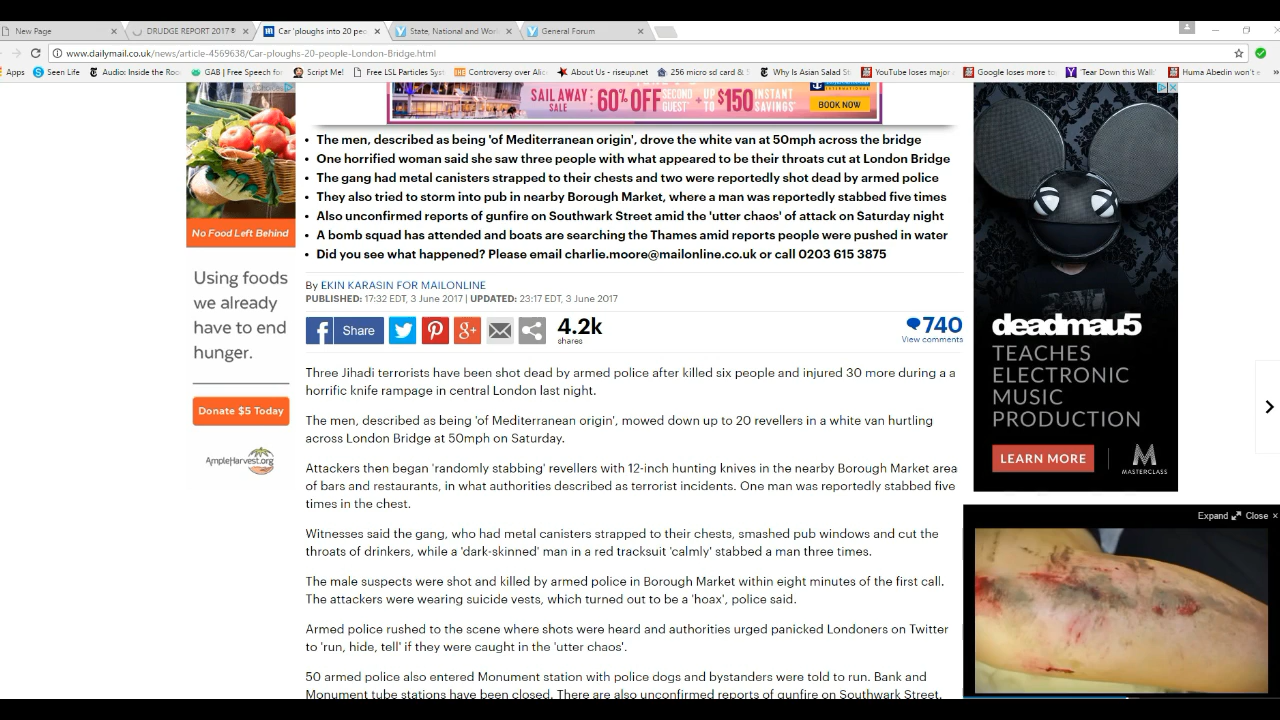 New Page
DRUDGE REPORT 2017®
Car 'ploughs into 20 peo
State, National and Wor
General Forum
www.dailymail.co.uk/news/article-4569638/Car-ploughs-20-people-London-Bridge.html
Apps
Seen Life
Audio: Inside the Roo
GAB | Free Speech fo
Script Me!
Free LSL Particles Sys
Controversy over Alic
About Us - riseup.net
256 micro sd card &
Why Is Asian Salad St
YouTube loses major
Google loses more to
'Tear Down this Wall
Huma Abedin won't e
SAIL AWAY SALE
60% OFF
SECOND GUEST
+
UP TO
$150
INSTANT SAVINGS
INTERNATIONAL
BOOK NOW
• The men, described as being 'of Mediterranean origin', drove the white van at 50mph across the bridge
• One horrified woman said she saw three people with what appeared to be their throats cut at London Bridge
• The gang had metal canisters strapped to their chests and two were reportedly shot dead by armed police
• They also tried to storm into pub in nearby Borough Market, where a man was reportedly stabbed five times
• Also unconfirmed reports of gunfire on Southwark Street amid the 'utter chaos' of attack on Saturday night
• A bomb squad has attended and boats are searching the Thames amid reports people were pushed in water
• Did you see what happened? Please email charlie.moore@mailonline.co.uk or call 0203 615 3875
By EKIN KARASIN FOR MAILONLINE
PUBLISHED: 17:32 EDT, 3 June 2017 | UPDATED: 23:17 EDT, 3 June 2017
Share
4.2k
shares
740
View comments
Three Jihadi terrorists have been shot dead by armed police after killed six people and injured 30 more during a a
horrific knife rampage in central London last night.
The men, described as being 'of Mediterranean origin', mowed down up to 20 revellers in a white van hurtling
across London Bridge at 50mph on Saturday.
Attackers then began 'randomly stabbing' revellers with 12-inch hunting knives in the nearby Borough Market area
of bars and restaurants, in what authorities described as terrorist incidents. One man was reportedly stabbed five
times in the chest.
Witnesses said the gang, who had metal canisters strapped to their chests, smashed pub windows and cut the
throats of drinkers, while a 'dark-skinned' man in a red tracksuit 'calmly' stabbed a man three times.
The male suspects were shot and killed by armed police in Borough Market within eight minutes of the first call.
The attackers were wearing suicide vests, which turned out to be a 'hoax', police said.
Armed police rushed to the scene where shots were heard and authorities urged panicked Londoners on Twitter
to 'run, hide, tell' if they were caught in the 'utter chaos'.
50 armed police also entered Monument station with police dogs and bystanders were told to run. Bank and
Monument tube stations have been closed. There are also unconfirmed reports of gunfire on Southwark Street,
No Food Left Behind
Using foods
we already
have to end
hunger.
Donate $5 Today
AmpleHarvest.org
deadmau5
TEACHES
ELECTRONIC
MUSIC
PRODUCTION
LEARN MORE
MASTERCLASS
Expand
Close ×